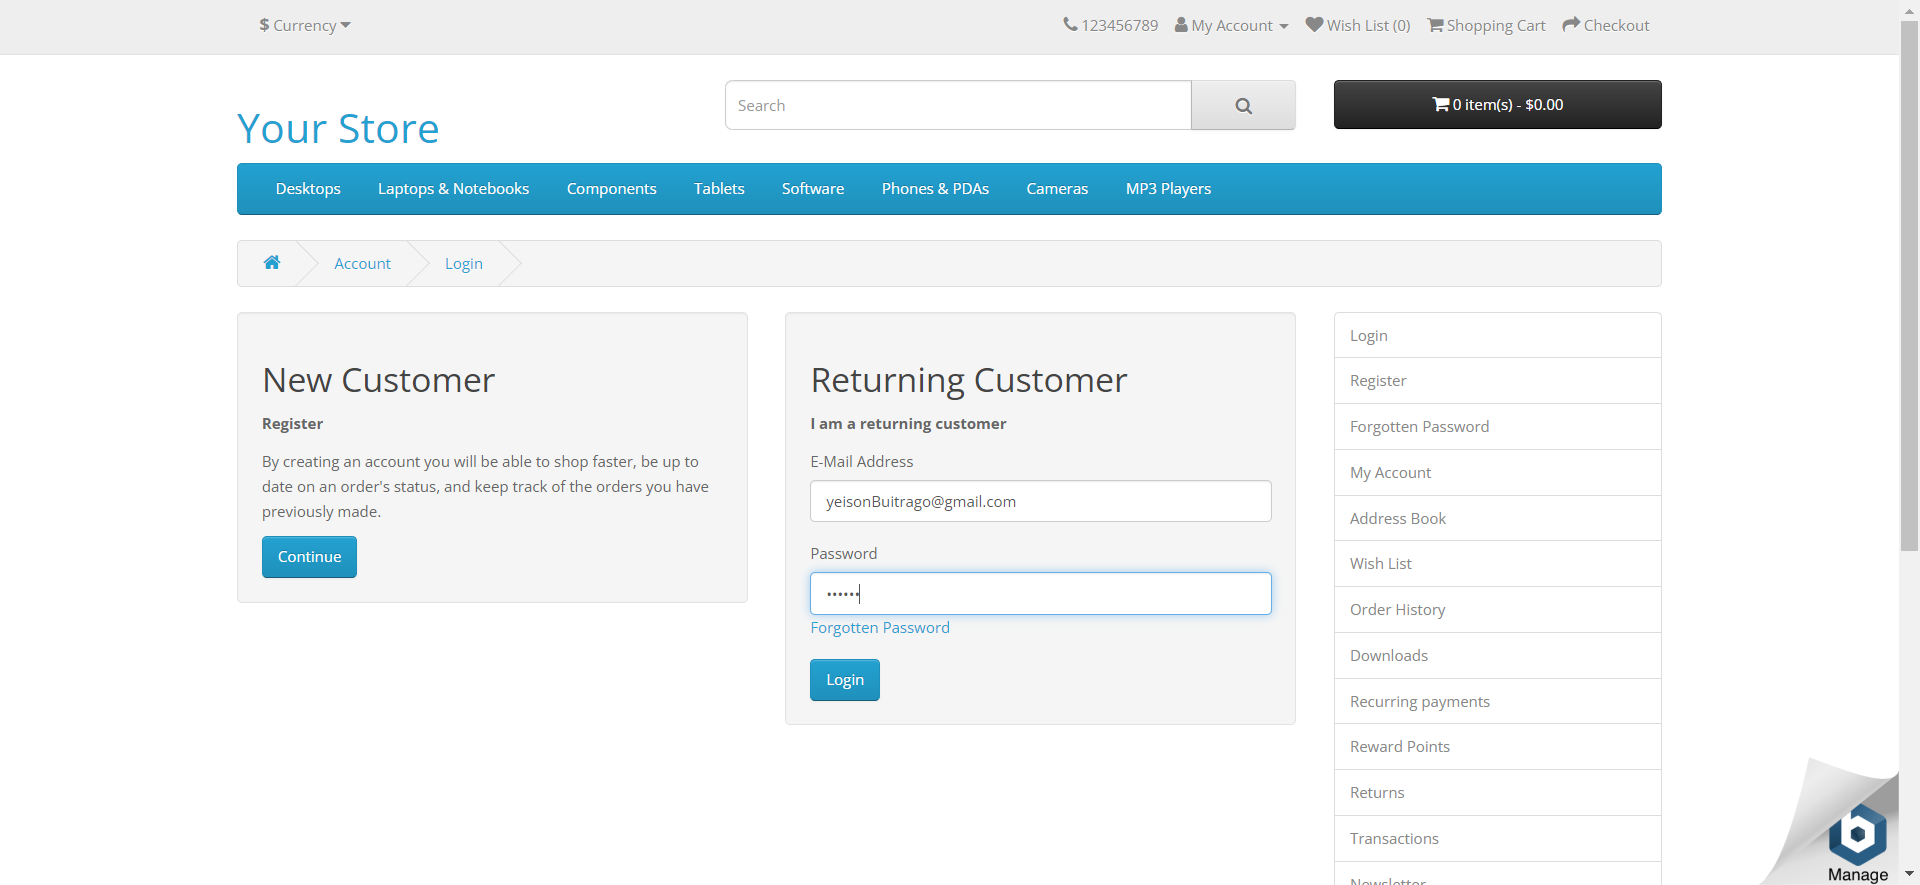 $ Currency
123456789 My Account Wish List (0) Shopping Cart Checkout
Your Store
Search
0 item(s) - $0.00
Desktops Laptops & Notebooks Components Tablets Software Phones & PDAs Cameras MP3 Players
Account Login
New Customer
Register
By creating an account you will be able to shop faster, be up to
date on an order's status, and keep track of the orders you have
previously made.
Continue
Returning Customer
I am a returning customer
E-Mail Address
yeisonBuitrago@gmail.com
Password
••••••
Forgotten Password
Login
Login
Register
Forgotten Password
My Account
Address Book
Wish List
Order History
Downloads
Recurring payments
Reward Points
Returns
Transactions
Newsletter
b
Manage